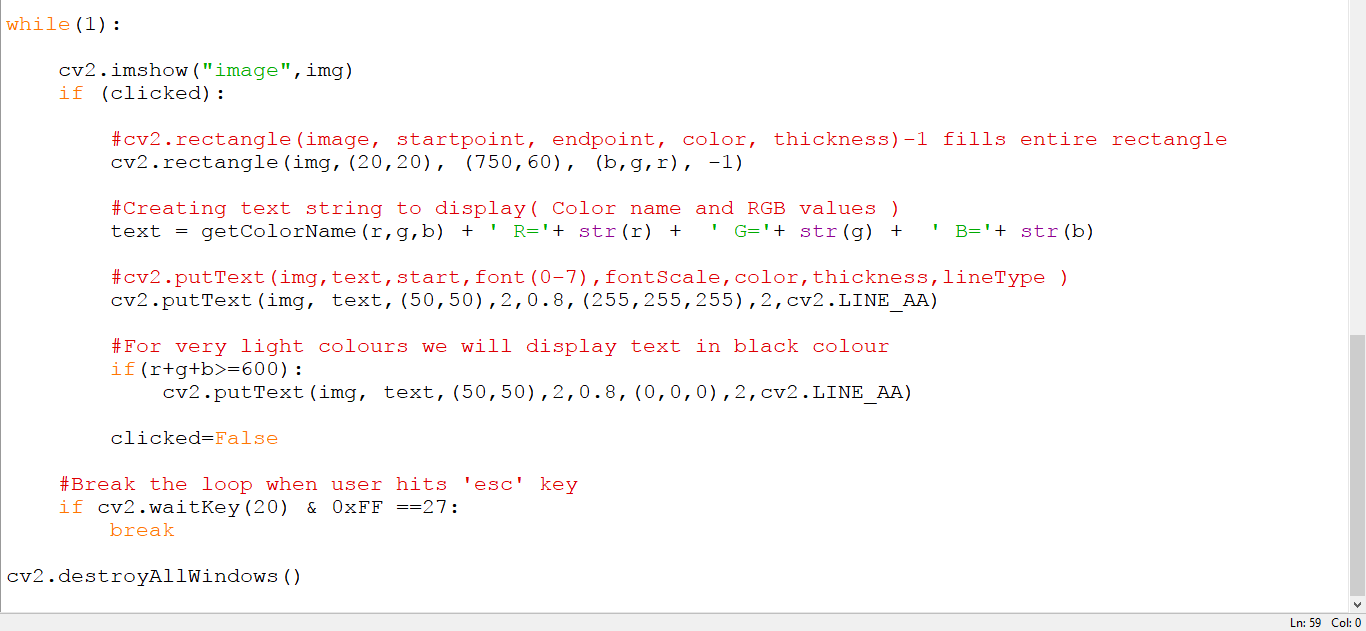 while(1):
    cv2.imshow("image",img)
    if (clicked):
        #cv2.rectangle(image, startpoint, endpoint, color, thickness)-1 fills entire rectangle
        cv2.rectangle(img,(20,20), (750,60), (b,g,r), -1)
        #Creating text string to display( Color name and RGB values )
        text = getColorName(r,g,b) + ' R='+ str(r) +  ' G='+ str(g) +  ' B='+ str(b)
        #cv2.putText(img,text,start,font(0-7),fontScale,color,thickness,lineType )
        cv2.putText(img, text,(50,50),2,0.8,(255,255,255),2,cv2.LINE_AA)
        #For very light colours we will display text in black colour
        if(r+g+b>=600):
            cv2.putText(img, text,(50,50),2,0.8,(0,0,0),2,cv2.LINE_AA)
        clicked=False
    #Break the loop when user hits 'esc' key
    if cv2.waitKey(20) & 0xFF ==27:
        break
cv2.destroyAllWindows()
Ln: 59 Col: 0